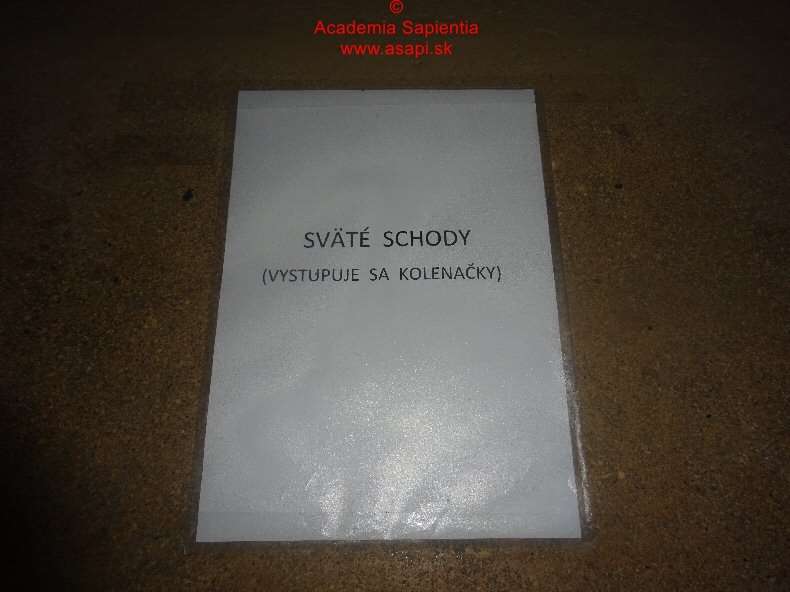 ©
Academia Sapientia
www.asapi.sk
SVÄTÉ SCHODY
(VYSTUPUJE SA KOLENAČKY)